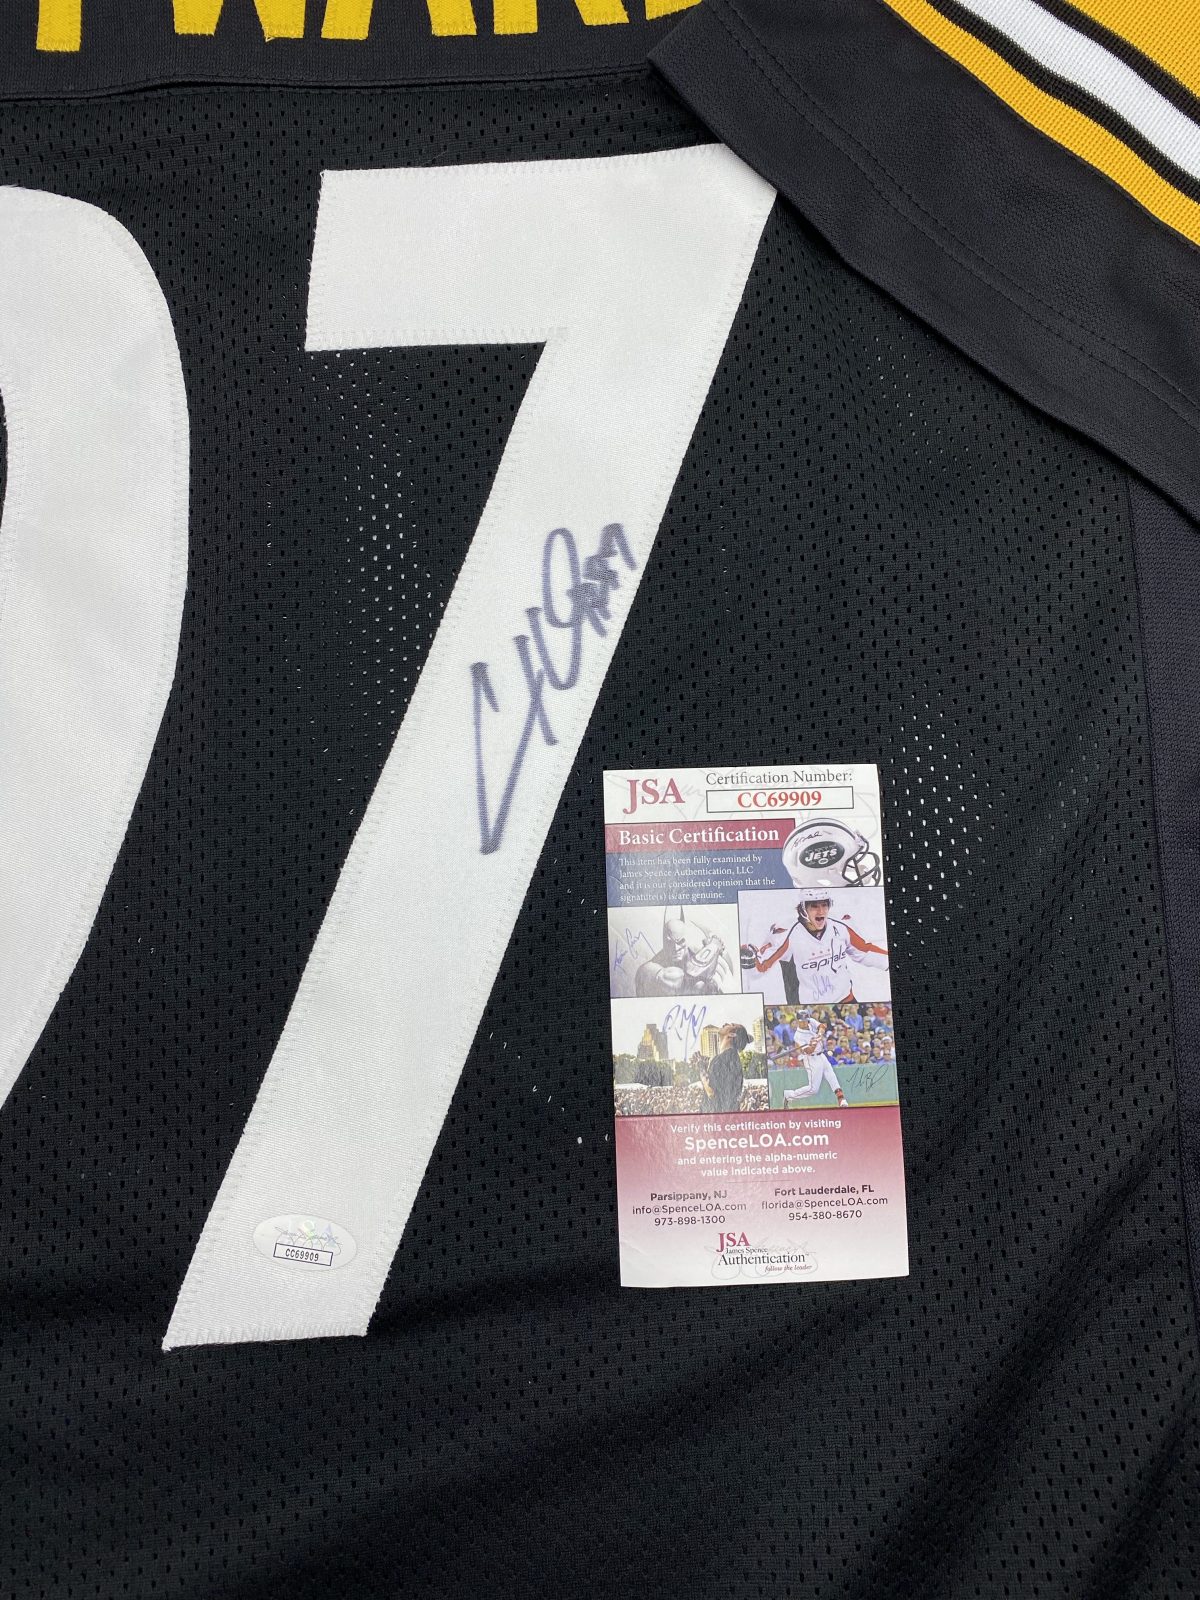 YWARD
97
JSA
Certification Number:
CC69909
Basic Certification
This item has been fully examined by
James Spence Authentication, LLC
and it is our considered opinion that the
signature(s) is/are genuine.
JETS
capitals
Verify this certification by visiting
SpenceLOA.com
and entering the alpha-numeric
value indicated above.
Parsippany, NJ
info@SpenceLOA.com
973-898-1300
Fort Lauderdale, FL
florida@SpenceLOA.com
954-380-8670
JSA
James Spence
Authentication
follow the leader
JSA
CC69909